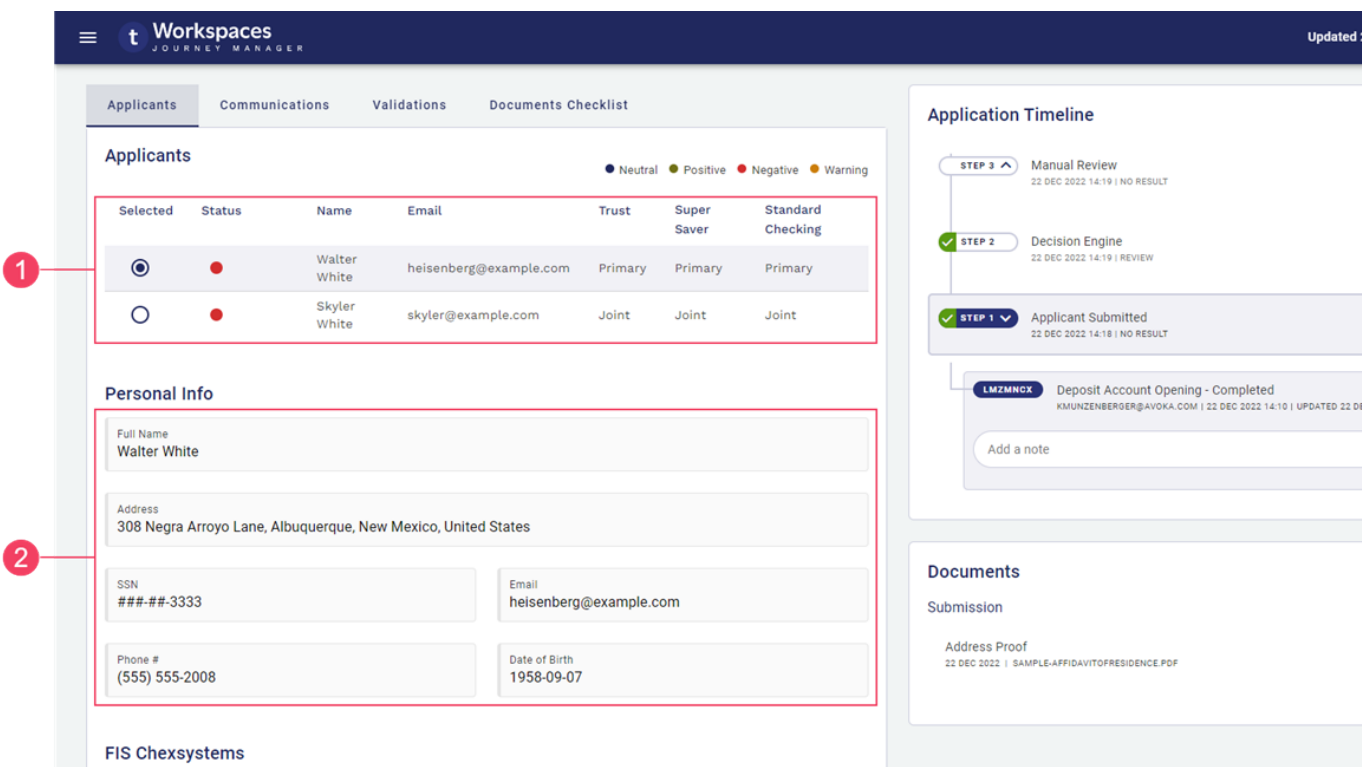 t Workspaces
JOURNEY MANAGER
Updated
Applicants Communications Validations Documents Checklist
Applicants
Neutral Positive Negative Warning
1
Selected Status Name Email Trust Super Saver Standard Checking
Walter White heisenberg@example.com Primary Primary Primary
Skyler White skyler@example.com Joint Joint Joint
Personal Info
2
Full Name
Walter White
Address
308 Negra Arroyo Lane, Albuquerque, New Mexico, United States
SSN
###-##-3333
Email
heisenberg@example.com
Phone #
(555) 555-2008
Date of Birth
1958-09-07
FIS Chexsystems
Application Timeline
STEP 3 Manual Review
22 DEC 2022 14:19 | NO RESULT
STEP 2 Decision Engine
22 DEC 2022 14:19 | REVIEW
STEP 1 Applicant Submitted
22 DEC 2022 14:18 | NO RESULT
LMZMNCX Deposit Account Opening - Completed
KMUNZENBERGER@AVOKA.COM | 22 DEC 2022 14:10 | UPDATED 22 DE
Add a note
Documents
Submission
Address Proof
22 DEC 2022 | SAMPLE-AFFIDAVITOFRESIDENCE.PDF